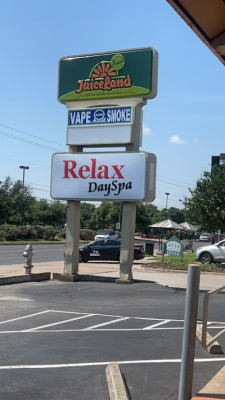 JuiceLand
VAPE SMOKE
Relax
DaySpa